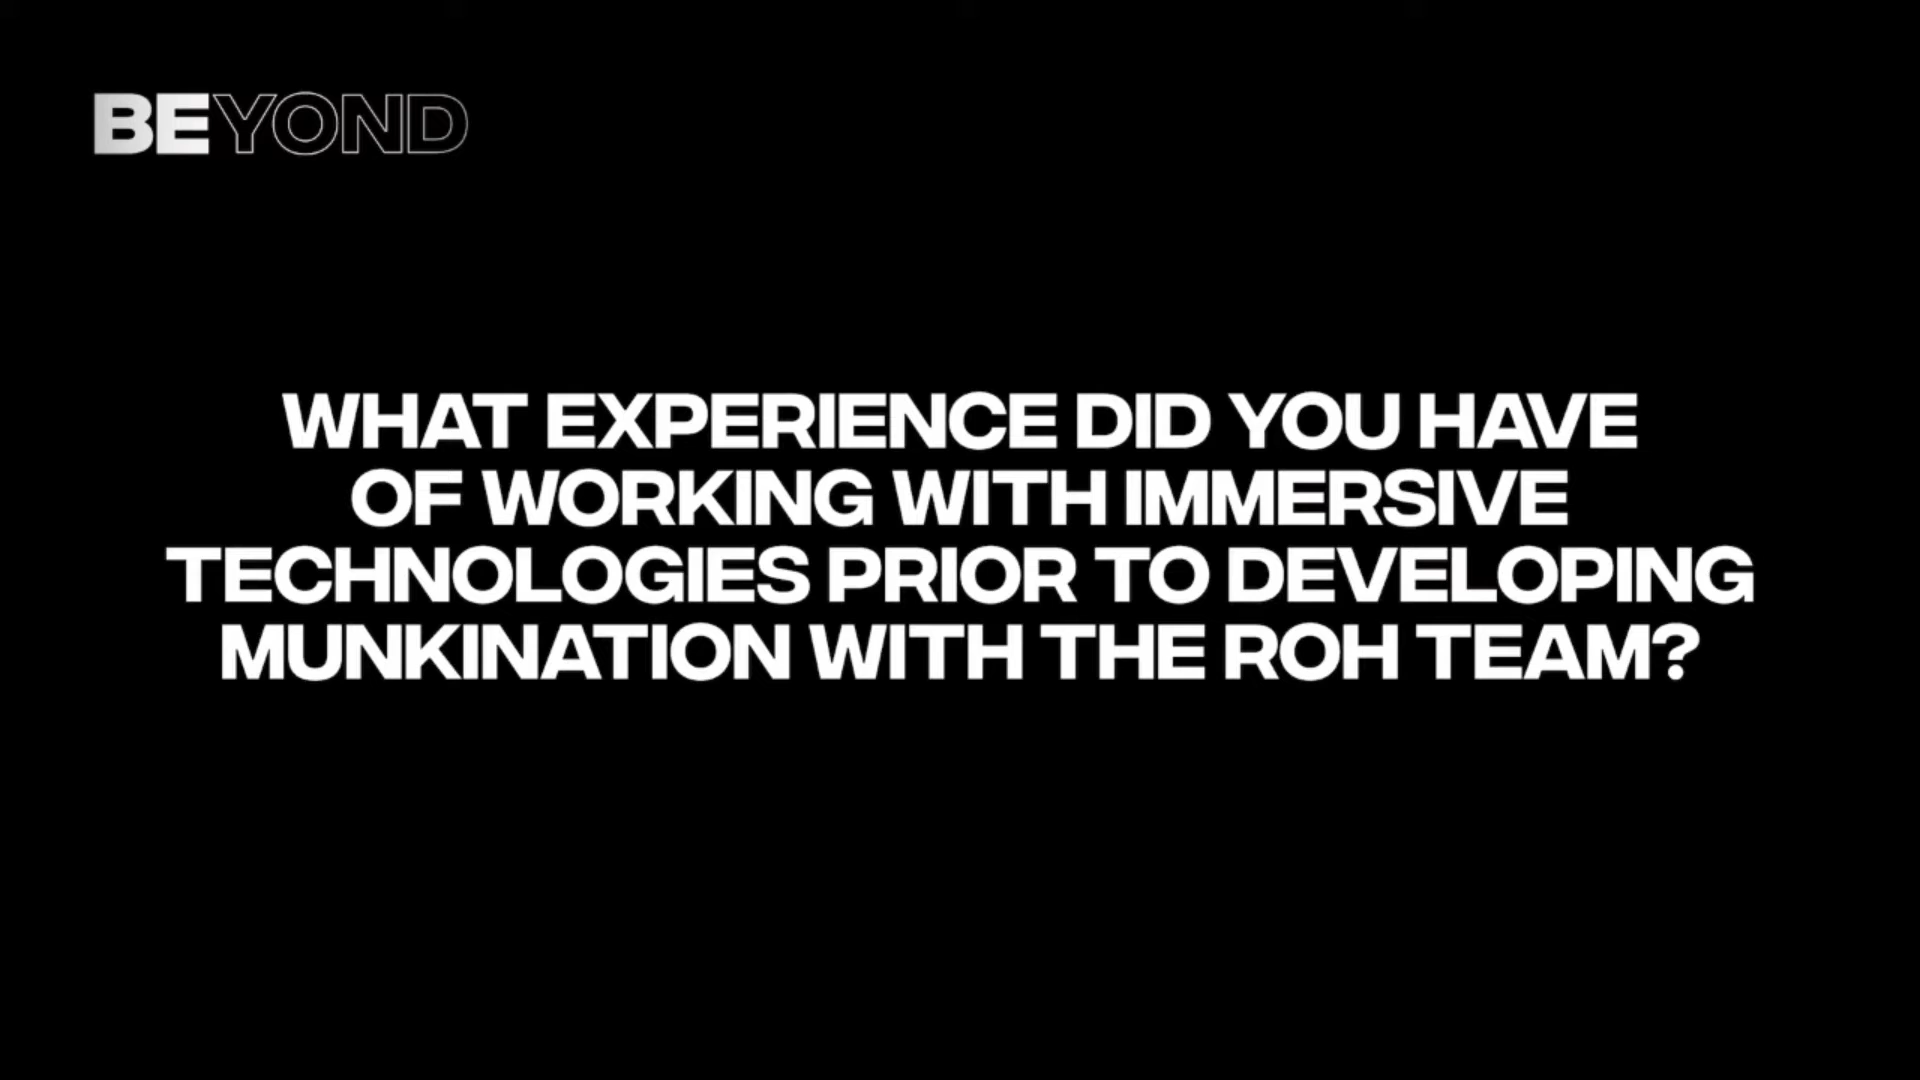 BEYOND
WHAT EXPERIENCE DID YOU HAVE
OF WORKING WITH IMMERSIVE
TECHNOLOGIES PRIOR TO DEVELOPING
MUNKINATION WITH THE ROH TEAM?